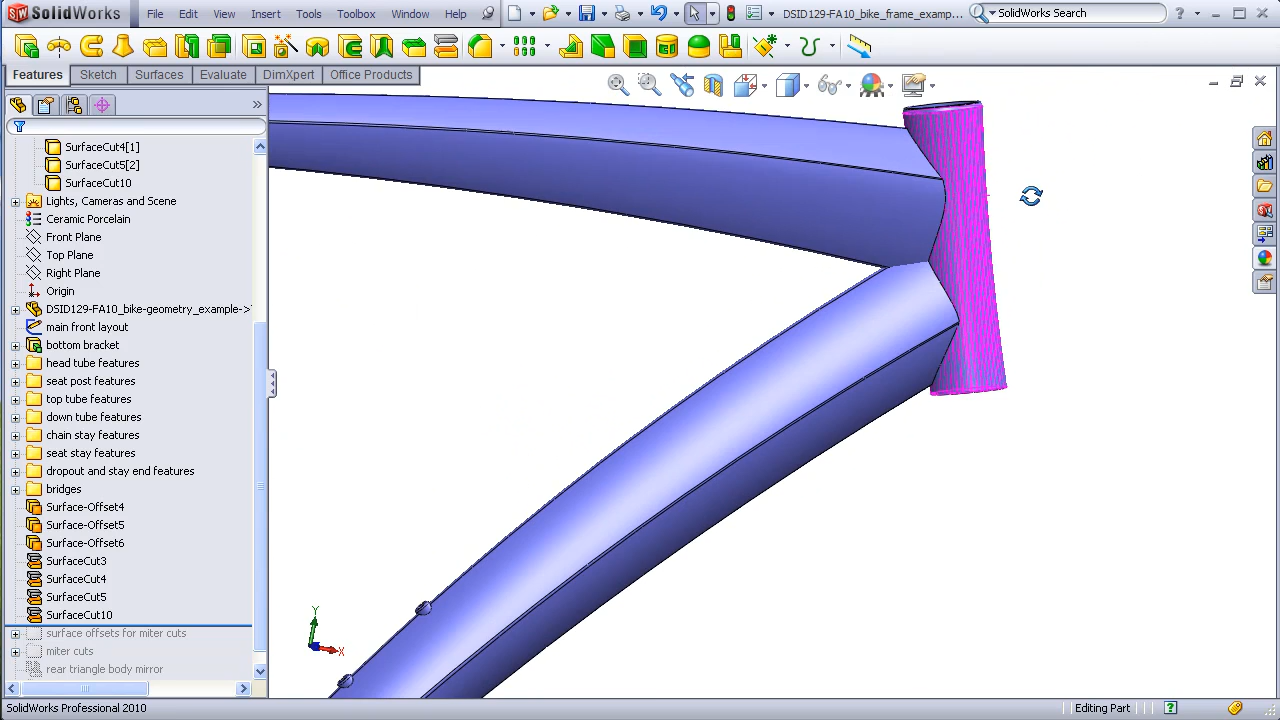 SolidWorks File Edit View Insert Tools Toolbox Window Help DSID129-FA10_bike_frame_examp... SolidWorks Search
Features Sketch Surfaces Evaluate DimXpert Office Products
SurfaceCut4[1]
SurfaceCut5[2]
SurfaceCut10
Lights, Cameras and Scene
Ceramic Porcelain
Front Plane
Top Plane
Right Plane
Origin
DSID129-FA10_bike-geometry_example->
main front layout
bottom bracket
head tube features
seat post features
top tube features
down tube features
chain stay features
seat stay features
dropout and stay end features
bridges
Surface-Offset4
Surface-Offset5
Surface-Offset6
SurfaceCut3
SurfaceCut4
SurfaceCut5
SurfaceCut10
surface offsets for miter cuts
miter cuts
rear triangle body mirror
Y
X
SolidWorks Professional 2010 Editing Part